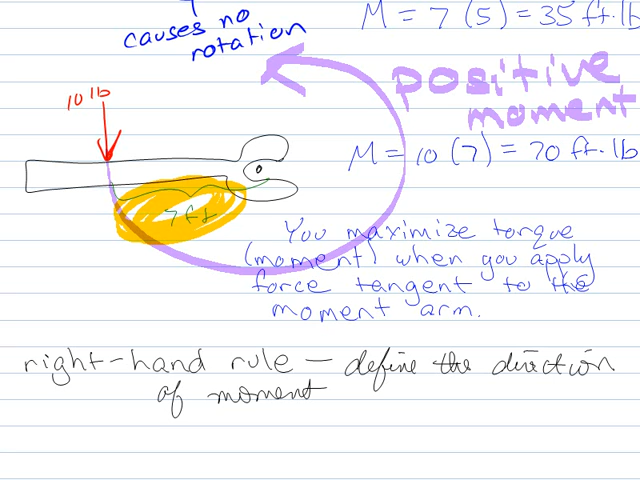 M = 7 (5) = 35 ft·lb
causes no
rotation
positive
moment
10 lb
M = 10 (7) = 70 ft·lb
7 ft
You maximize torque
(moment) when you apply
force tangent to the
moment arm.
right-hand rule — define the direction
of moment